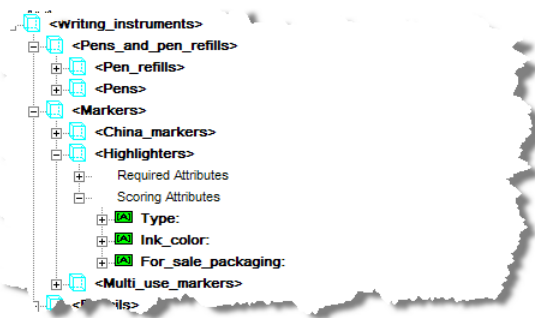 <Writing_instruments>
<Pens_and_pen_refills>
<Pen_refills>
<Pens>
<Markers>
<China_markers>
<Highlighters>
Required Attributes
Scoring Attributes
[A] Type:
[A] Ink_color:
[A] For_sale_packaging:
<Multi_use_markers>